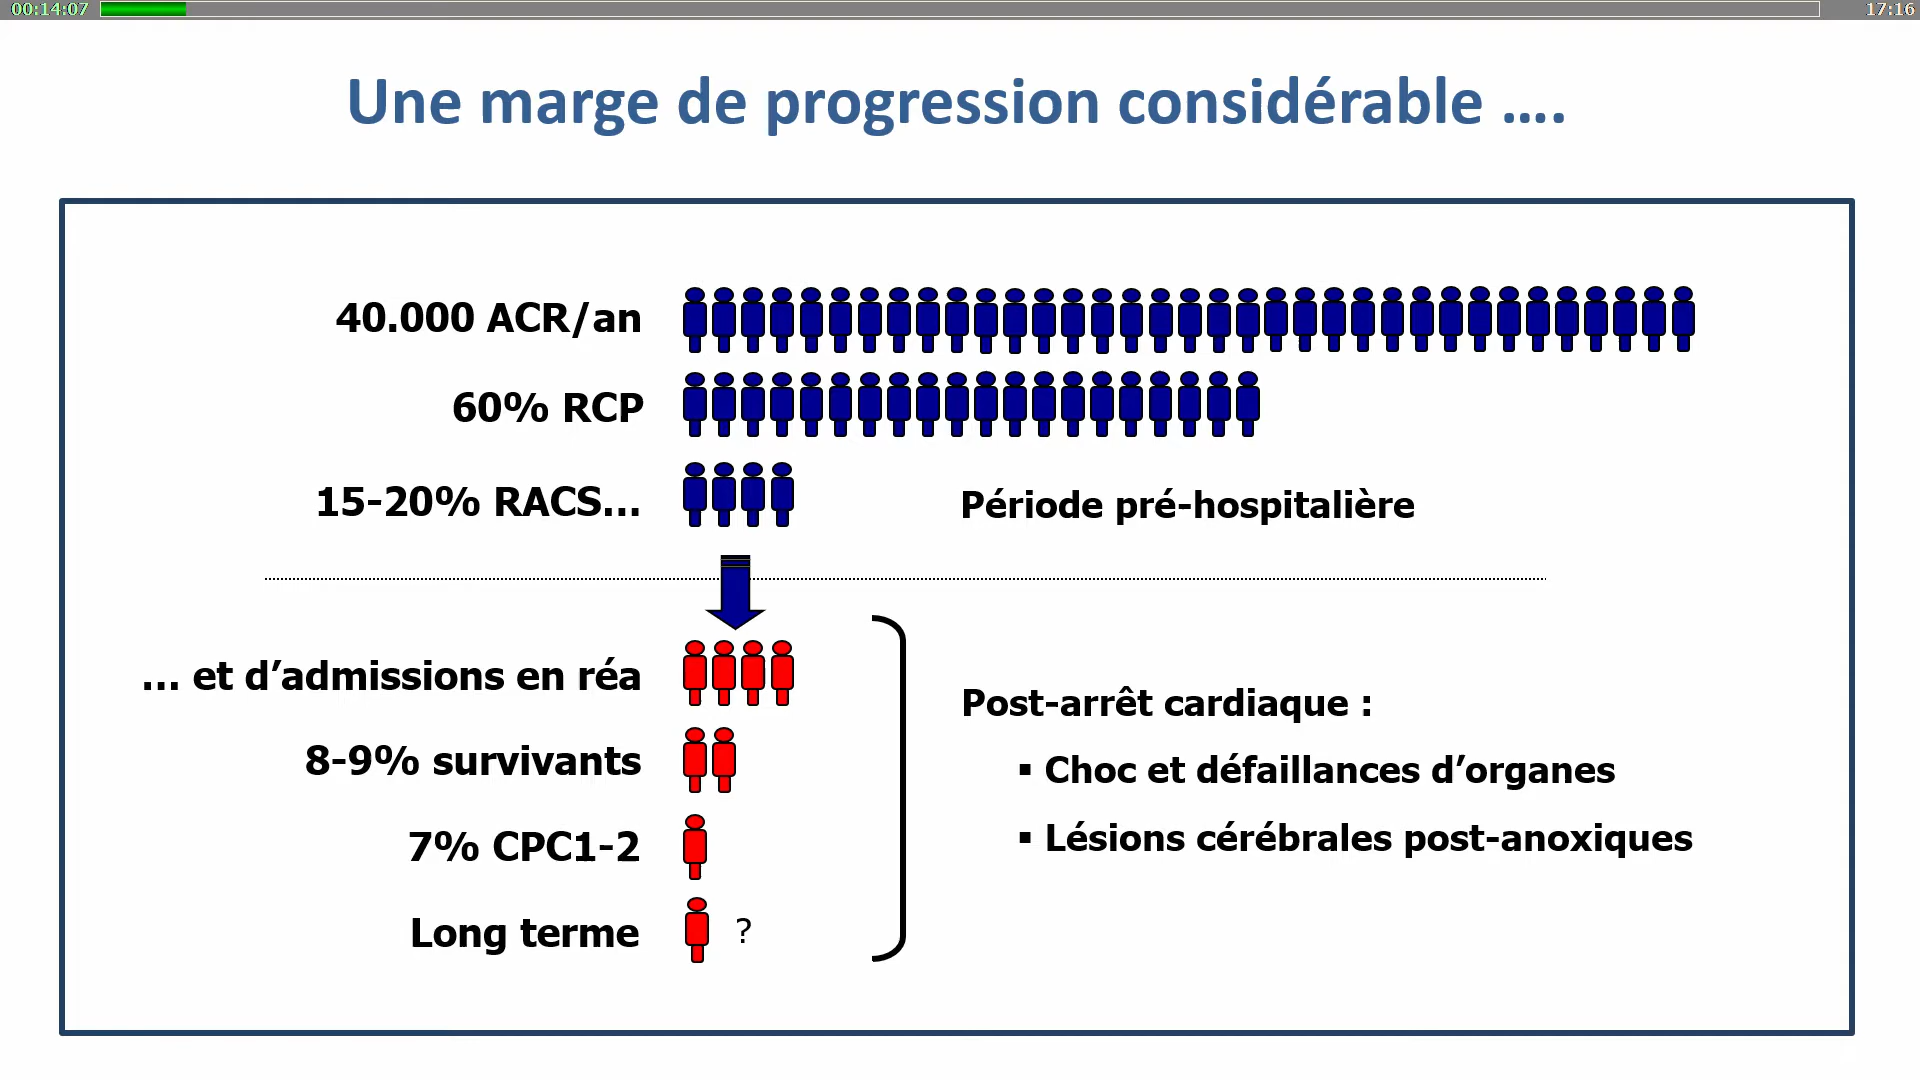 00:14:07
17:16
Une marge de progression considérable ....
40.000 ACR/an
60% RCP
15-20% RACS...
Période pré-hospitalière
... et d’admissions en réa
8-9% survivants
7% CPC1-2
Long terme
?
Post-arrêt cardiaque :
▪ Choc et défaillances d’organes
▪ Lésions cérébrales post-anoxiques